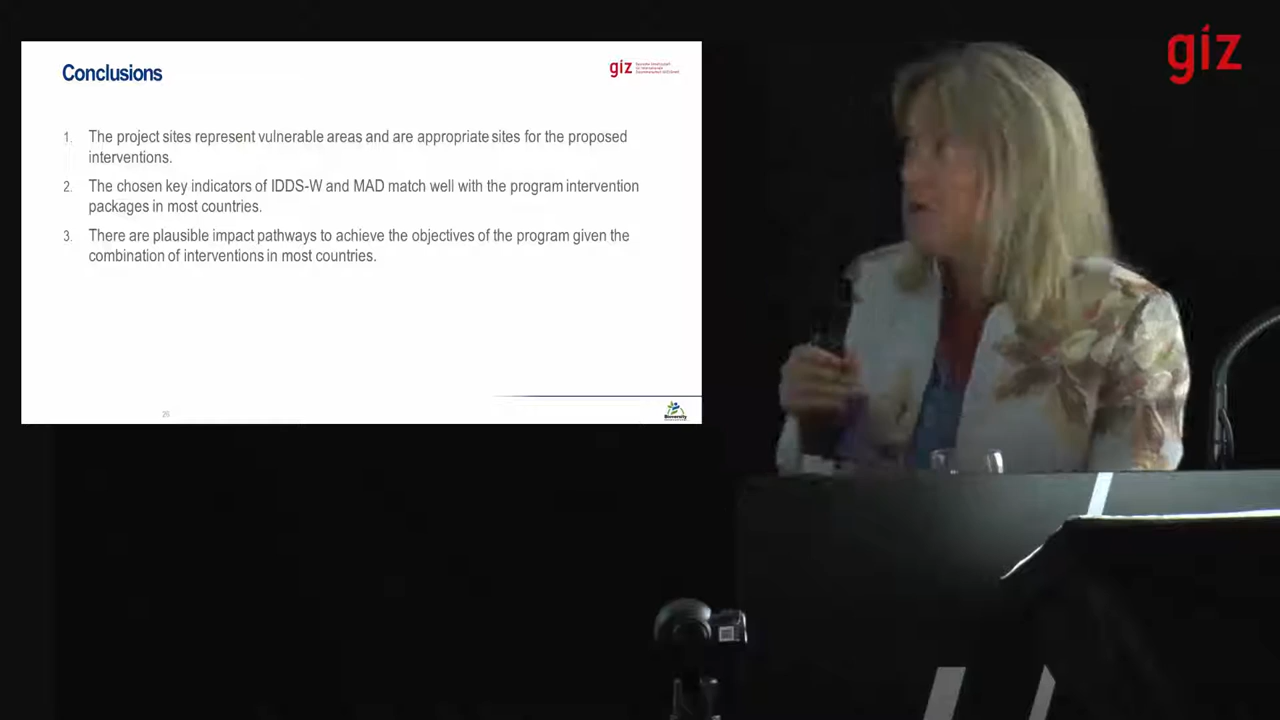 Conclusions
giz
giz
1. The project sites represent vulnerable areas and are appropriate sites for the proposed
interventions.
2. The chosen key indicators of IDDS-W and MAD match well with the program intervention
packages in most countries.
3. There are plausible impact pathways to achieve the objectives of the program given the
combination of interventions in most countries.
29
Bioversity